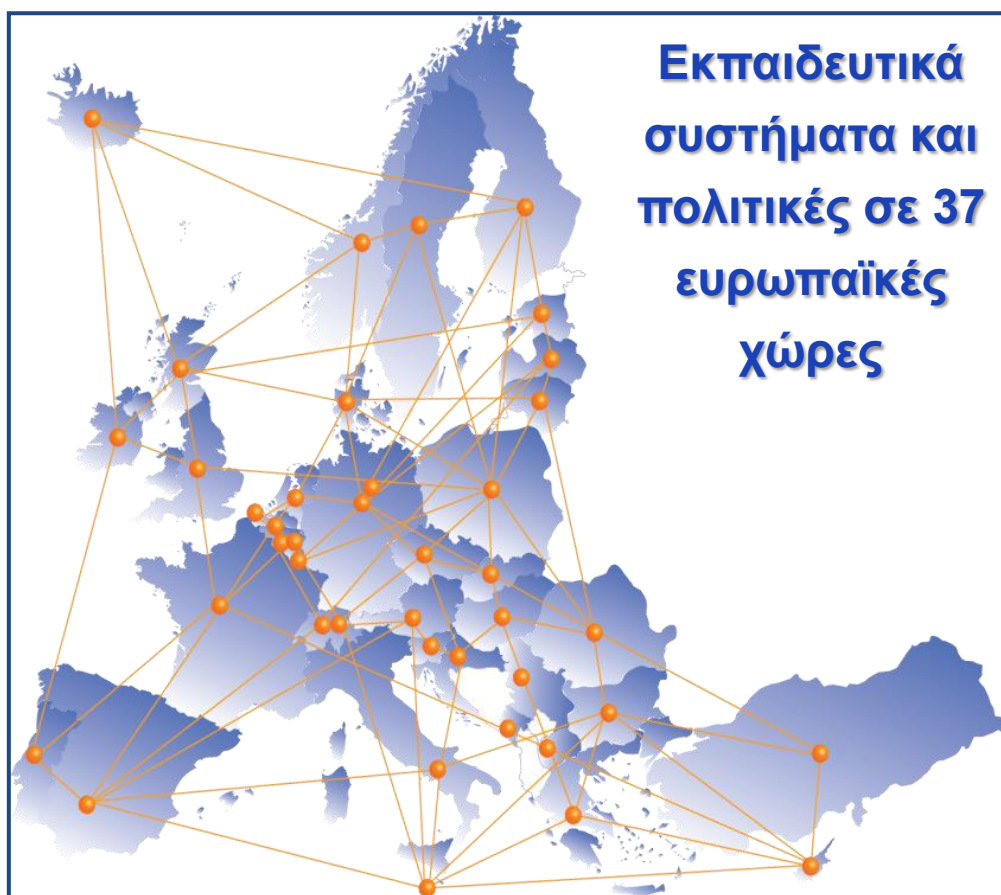 Εκπαιδευτικά
συστήματα και
πολιτικές σε 37
ευρωπαϊκές
χώρες